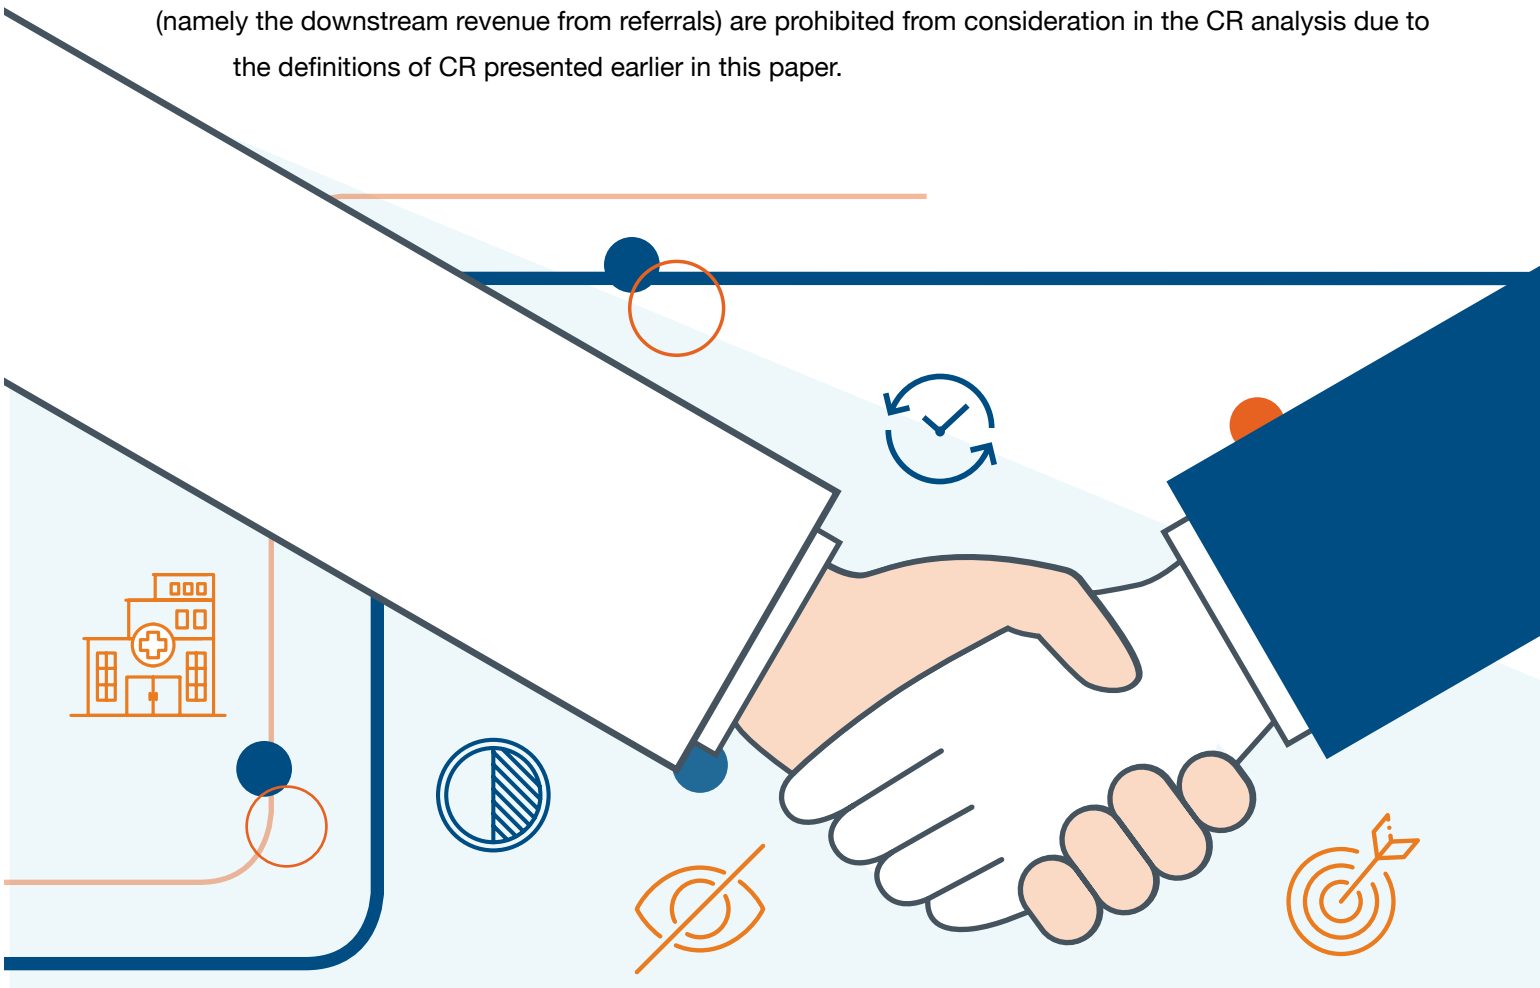 (namely the downstream revenue from referrals) are prohibited from consideration in the CR analysis due to
the definitions of CR presented earlier in this paper.